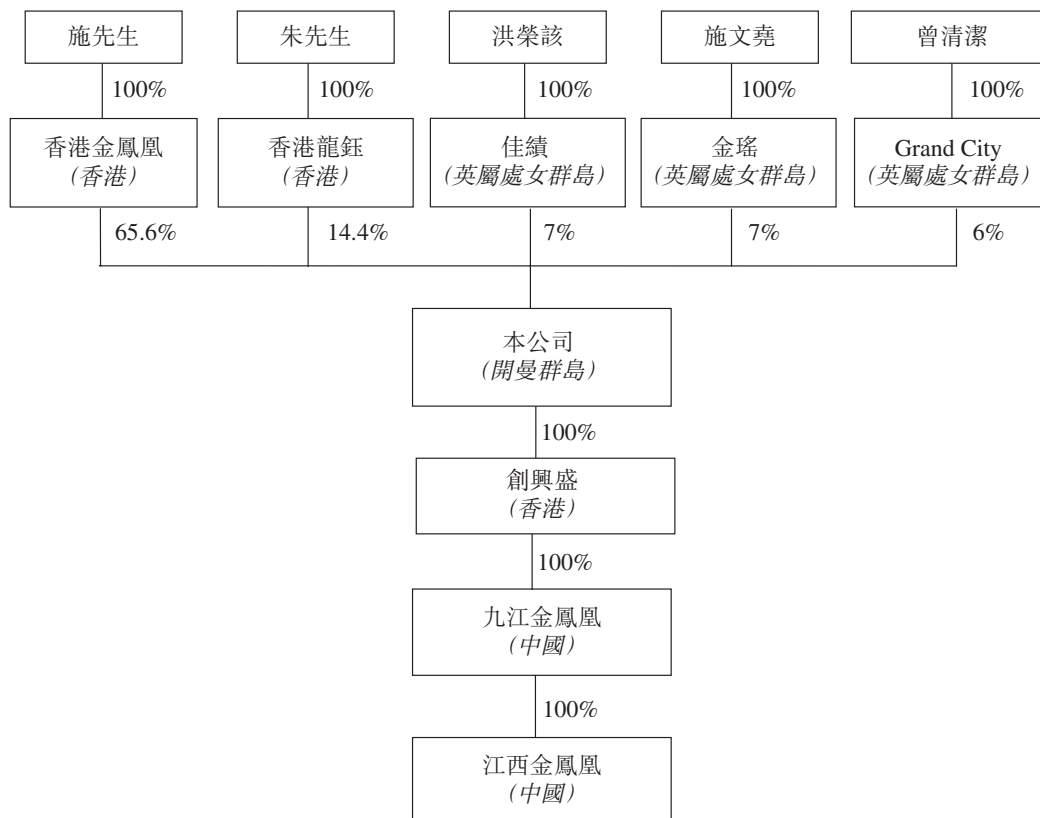 施先生
朱先生
洪榮該
施文堯
曾清潔
100%
100%
100%
100%
100%
香港金鳳凰
(香港)
香港龍鈺
(香港)
佳績
(英屬處女群島)
金瑤
(英屬處女群島)
Grand City
(英屬處女群島)
65.6%
14.4%
7%
7%
6%
本公司
(開曼群島)
100%
創興盛
(香港)
100%
九江金鳳凰
(中國)
100%
江西金鳳凰
(中國)